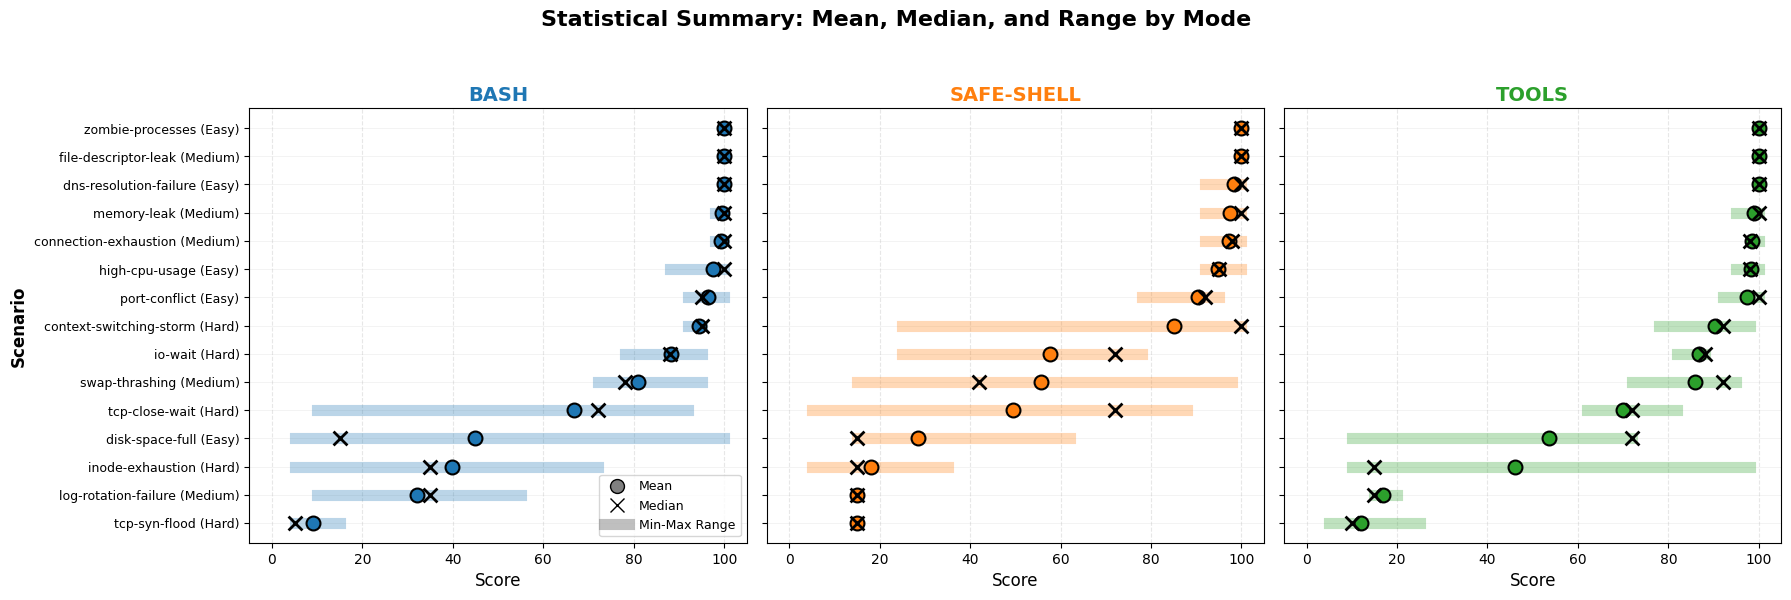 Statistical Summary: Mean, Median, and Range by Mode
BASH
SAFE-SHELL
TOOLS
Scenario
zombie-processes (Easy)
file-descriptor-leak (Medium)
dns-resolution-failure (Easy)
memory-leak (Medium)
connection-exhaustion (Medium)
high-cpu-usage (Easy)
port-conflict (Easy)
context-switching-storm (Hard)
io-wait (Hard)
swap-thrashing (Medium)
tcp-close-wait (Hard)
disk-space-full (Easy)
inode-exhaustion (Hard)
log-rotation-failure (Medium)
tcp-syn-flood (Hard)
Mean
Median
Min-Max Range
0 20 40 60 80 100
Score
0 20 40 60 80 100
Score
0 20 40 60 80 100
Score